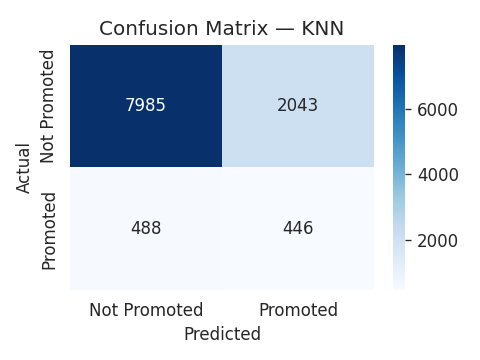 Confusion Matrix — KNN
Actual
Not Promoted
Promoted
7985
2043
488
446
Not Promoted
Promoted
Predicted
6000
4000
2000